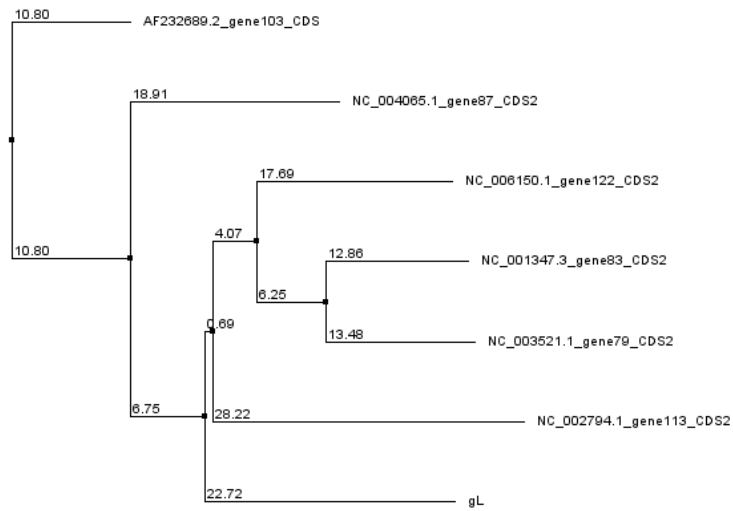 10.80
AF232689.2_gene103_CDS
18.91
NC_004065.1_gene87_CDS2
17.69
NC_006150.1_gene122_CDS2
4.07
12.86
NC_001347.3_gene83_CDS2
10.80
6.25
0.69
13.48
NC_003521.1_gene79_CDS2
6.75
28.22
NC_002794.1_gene113_CDS2
22.72
gL